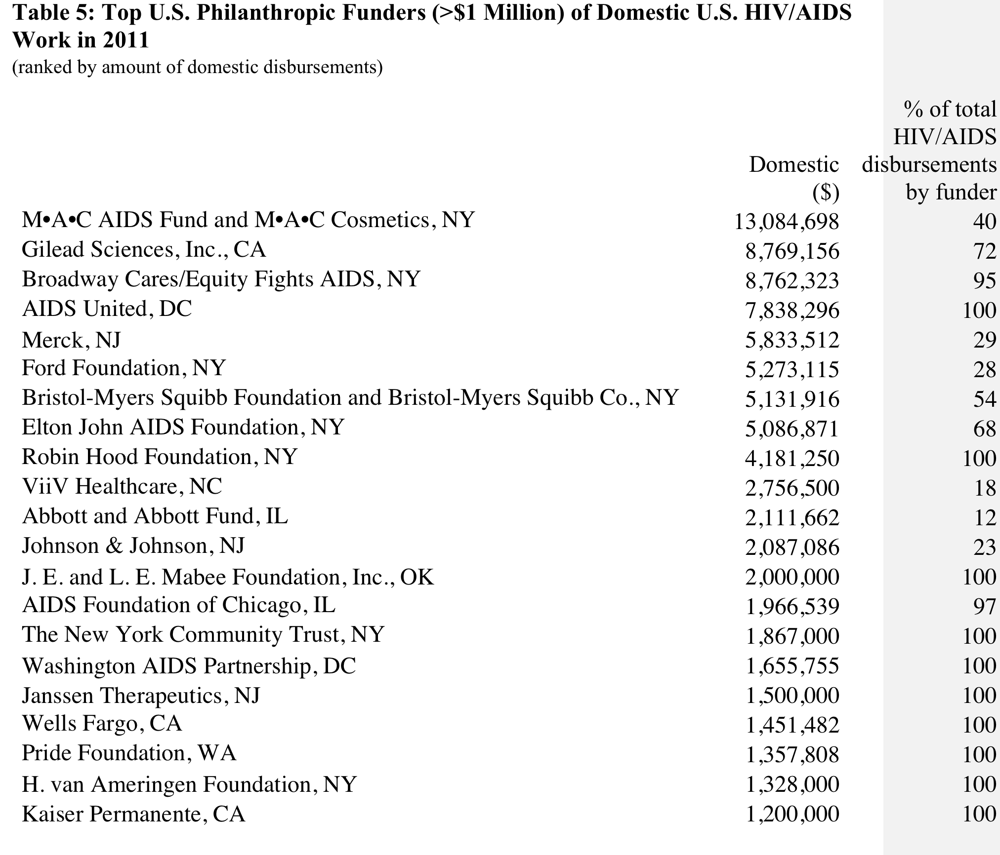 Table 5: Top U.S. Philanthropic Funders (>$1 Million) of Domestic U.S. HIV/AIDS
Work in 2011
(ranked by amount of domestic disbursements)
% of total
HIV/AIDS
Domestic disbursements
($) by funder
M•A•C AIDS Fund and M•A•C Cosmetics, NY 13,084,698 40
Gilead Sciences, Inc., CA 8,769,156 72
Broadway Cares/Equity Fights AIDS, NY 8,762,323 95
AIDS United, DC 7,838,296 100
Merck, NJ 5,833,512 29
Ford Foundation, NY 5,273,115 28
Bristol-Myers Squibb Foundation and Bristol-Myers Squibb Co., NY 5,131,916 54
Elton John AIDS Foundation, NY 5,086,871 68
Robin Hood Foundation, NY 4,181,250 100
ViiV Healthcare, NC 2,756,500 18
Abbott and Abbott Fund, IL 2,111,662 12
Johnson & Johnson, NJ 2,087,086 23
J. E. and L. E. Mabee Foundation, Inc., OK 2,000,000 100
AIDS Foundation of Chicago, IL 1,966,539 97
The New York Community Trust, NY 1,867,000 100
Washington AIDS Partnership, DC 1,655,755 100
Janssen Therapeutics, NJ 1,500,000 100
Wells Fargo, CA 1,451,482 100
Pride Foundation, WA 1,357,808 100
H. van Ameringen Foundation, NY 1,328,000 100
Kaiser Permanente, CA 1,200,000 100